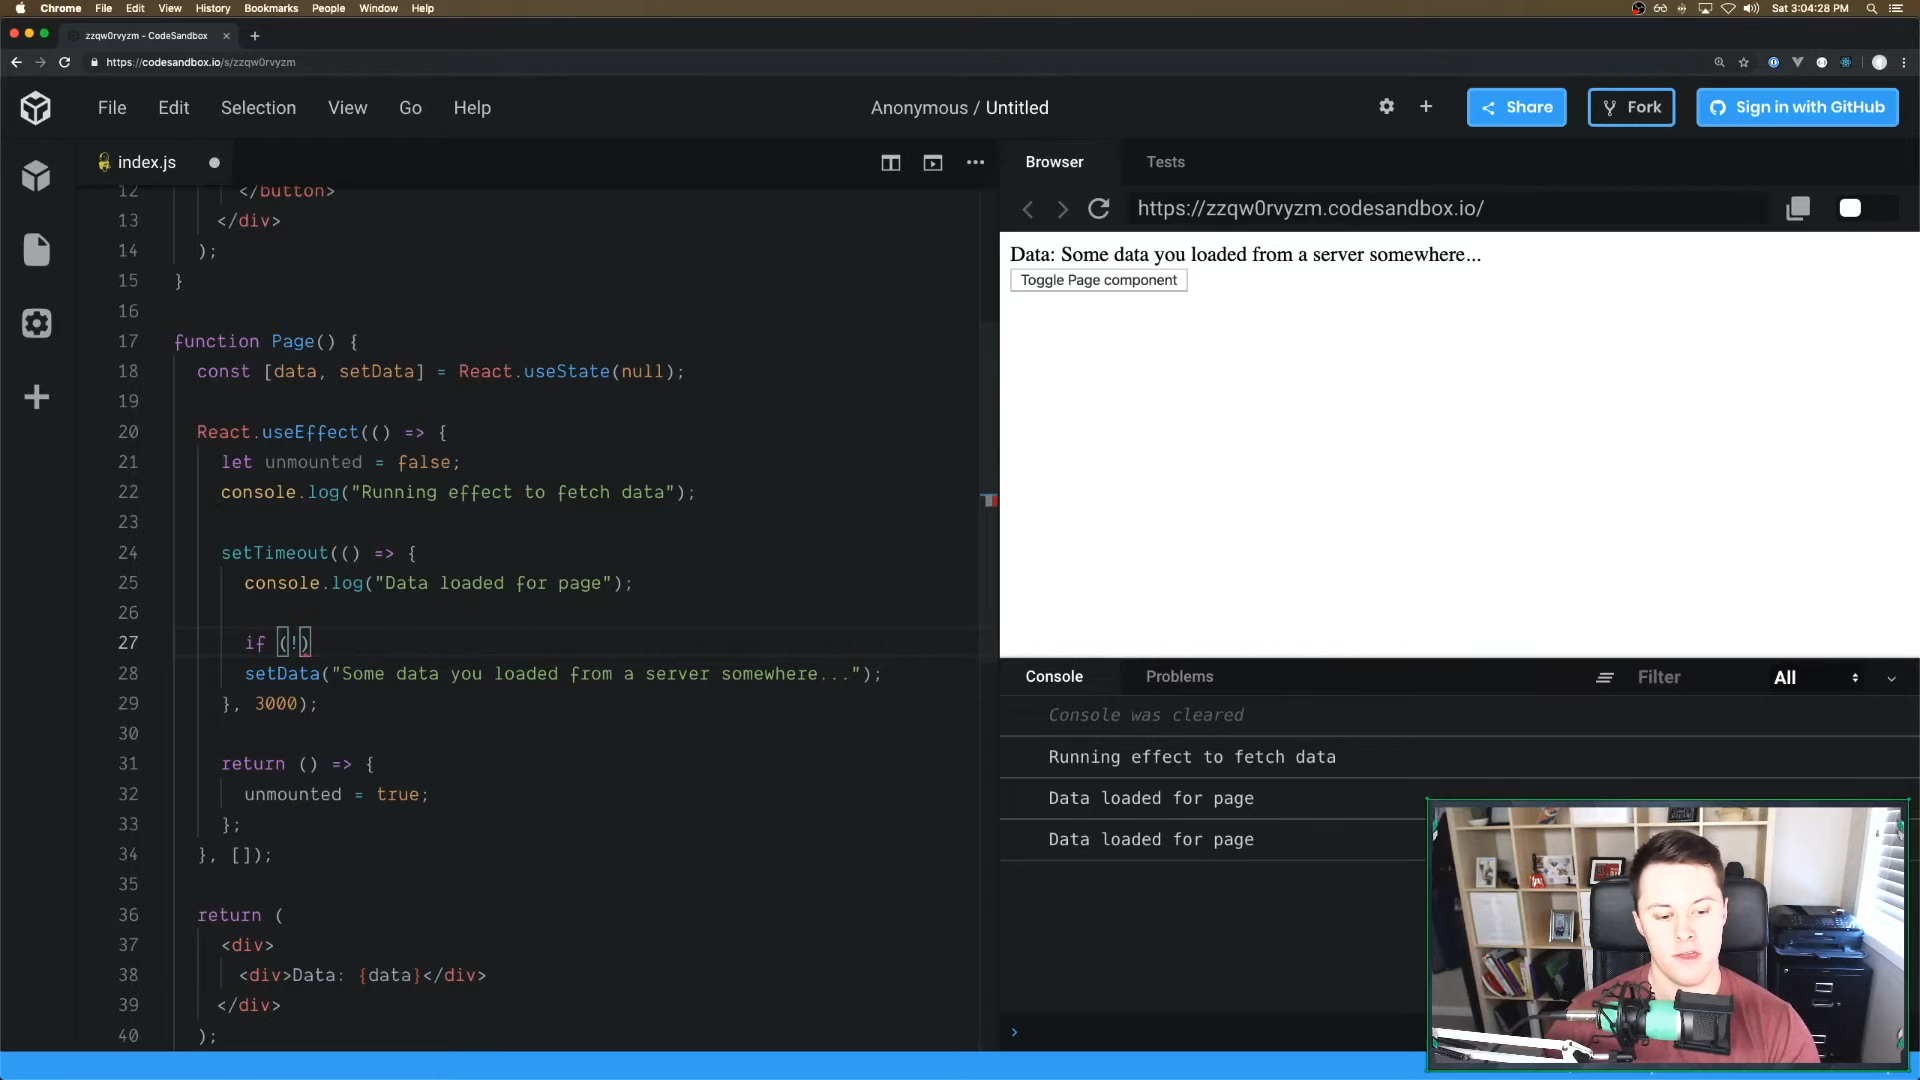 Chrome File Edit View History Bookmarks People Window Help Sat 3:04:28 PM
zzqw0rvyzm - CodeSandbox
https://codesandbox.io/s/zzqw0rvyzm
File Edit Selection View Go Help Anonymous / Untitled Share Fork Sign in with GitHub
index.js
12 </button>
13 </div>
14 );
15 }
16
17 function Page() {
18 const [data, setData] = React.useState(null);
19
20 React.useEffect(() => {
21 let unmounted = false;
22 console.log("Running effect to fetch data");
23
24 setTimeout(() => {
25 console.log("Data loaded for page");
26
27 if (!)
28 setData("Some data you loaded from a server somewhere...");
29 }, 3000);
30
31 return () => {
32 unmounted = true;
33 };
34 }, []);
35
36 return (
37 <div>
38 <div>Data: {data}</div>
39 </div>
40 );
Browser Tests
https://zzqw0rvyzm.codesandbox.io/
Data: Some data you loaded from a server somewhere...
Toggle Page component
Console Problems Filter All
Console was cleared
Running effect to fetch data
Data loaded for page
Data loaded for page